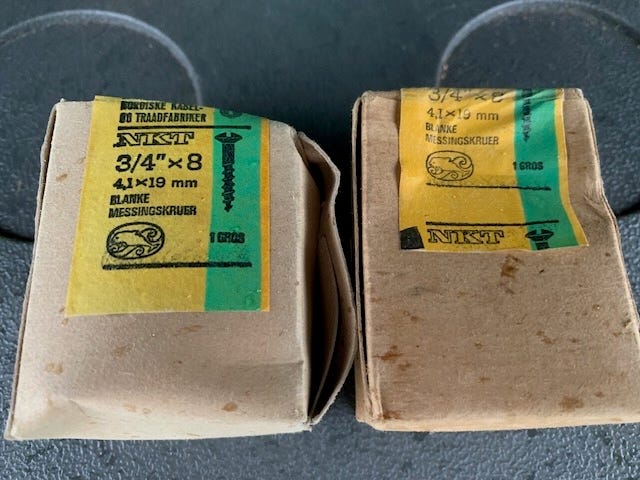 NORDISKE KABEL-
OG TRAADFABRIKER
NKT
3/4" × 8
4,1 × 19 mm
BLANKE
MESSINGSKRUER
1 GROS
3/4" × 8
4,1 × 19 mm
BLANKE
MESSINGSKRUER
1 GROS
NKT